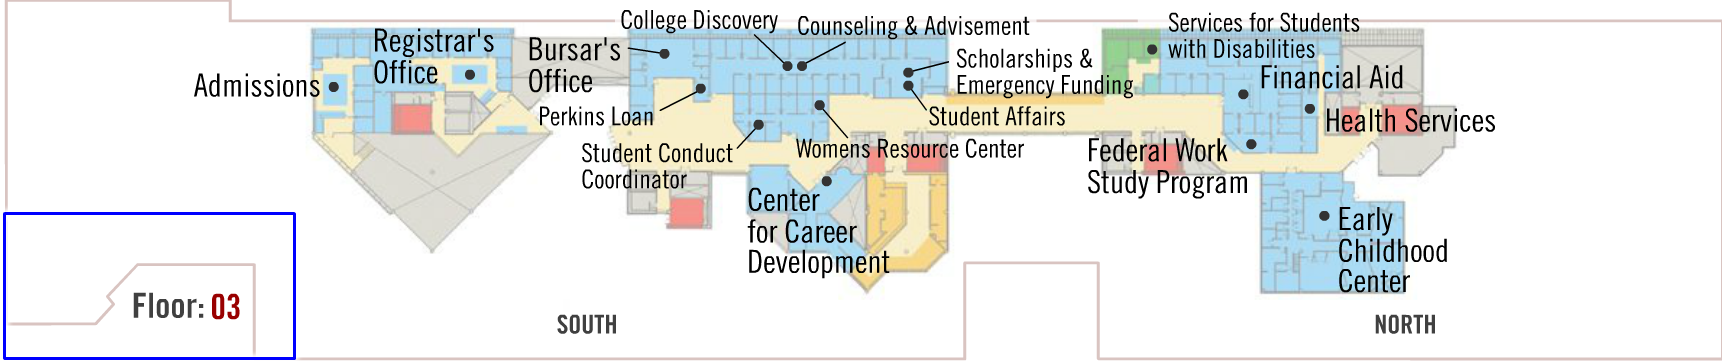 College Discovery
Counseling & Advisement
Services for Students
with Disabilities
Registrar's
Office
Bursar's
Office
Scholarships &
Emergency Funding
Admissions
Financial Aid
Perkins Loan
Student Affairs
Health Services
Student Conduct
Coordinator
Womens Resource Center
Federal Work
Study Program
Center
for Career
Development
Early
Childhood
Center
Floor: 03
SOUTH
NORTH